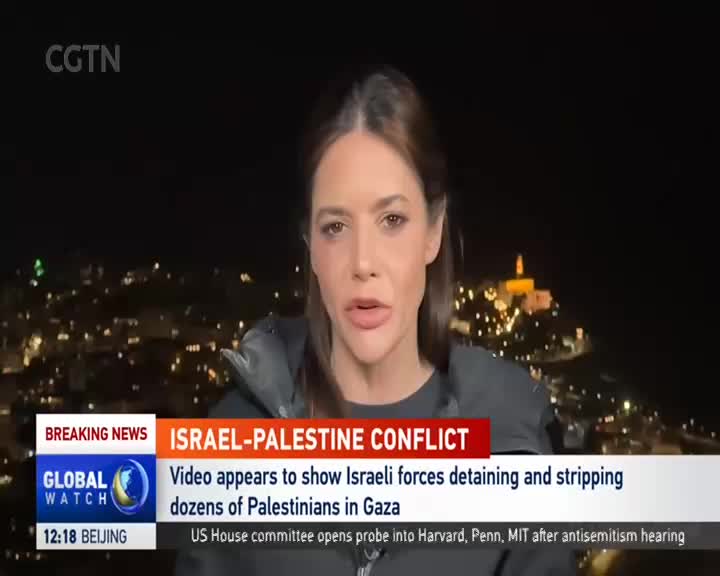 CGTN
BREAKING NEWS
ISRAEL-PALESTINE CONFLICT
GLOBAL
WATCH
Video appears to show Israeli forces detaining and stripping
dozens of Palestinians in Gaza
12:18 BEIJING
US House committee opens probe into Harvard, Penn, MIT after antisemitism hearing